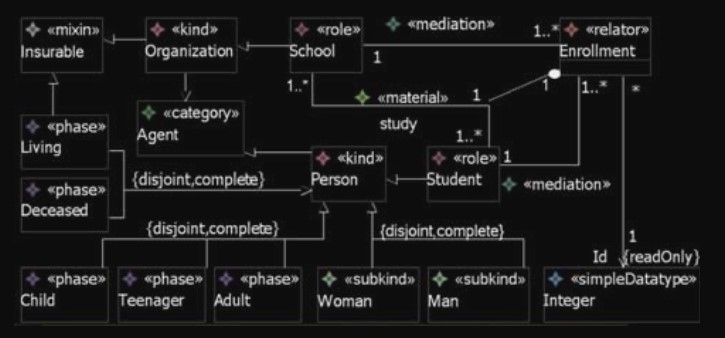 «mixin»
Insurable
«kind»
Organization
«role»
School
«mediation»
1..*
«relator»
Enrollment
1
1..*
«material»
study
1
1
1..*
*
«category»
Agent
«phase»
Living
1..*
«kind»
Person
«role»
Student
1
«mediation»
{disjoint,complete}
«phase»
Deceased
{disjoint,complete}
{disjoint,complete}
1
Id
{readOnly}
«phase»
Child
«phase»
Teenager
«phase»
Adult
«subkind»
Woman
«subkind»
Man
«simpleDatatype»
Integer